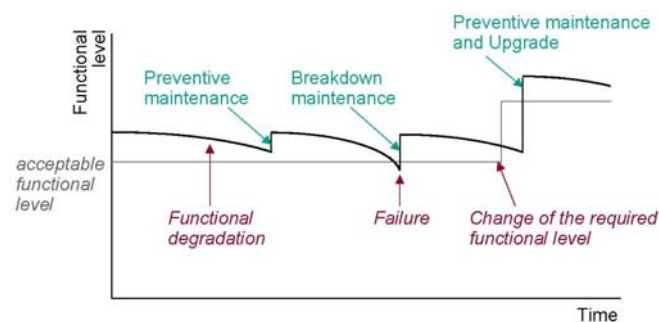 Preventive maintenance
and Upgrade
Functional
level
Preventive
maintenance
Breakdown
maintenance
acceptable
functional
level
Functional
degradation
Failure
Change of the required
functional level
Time